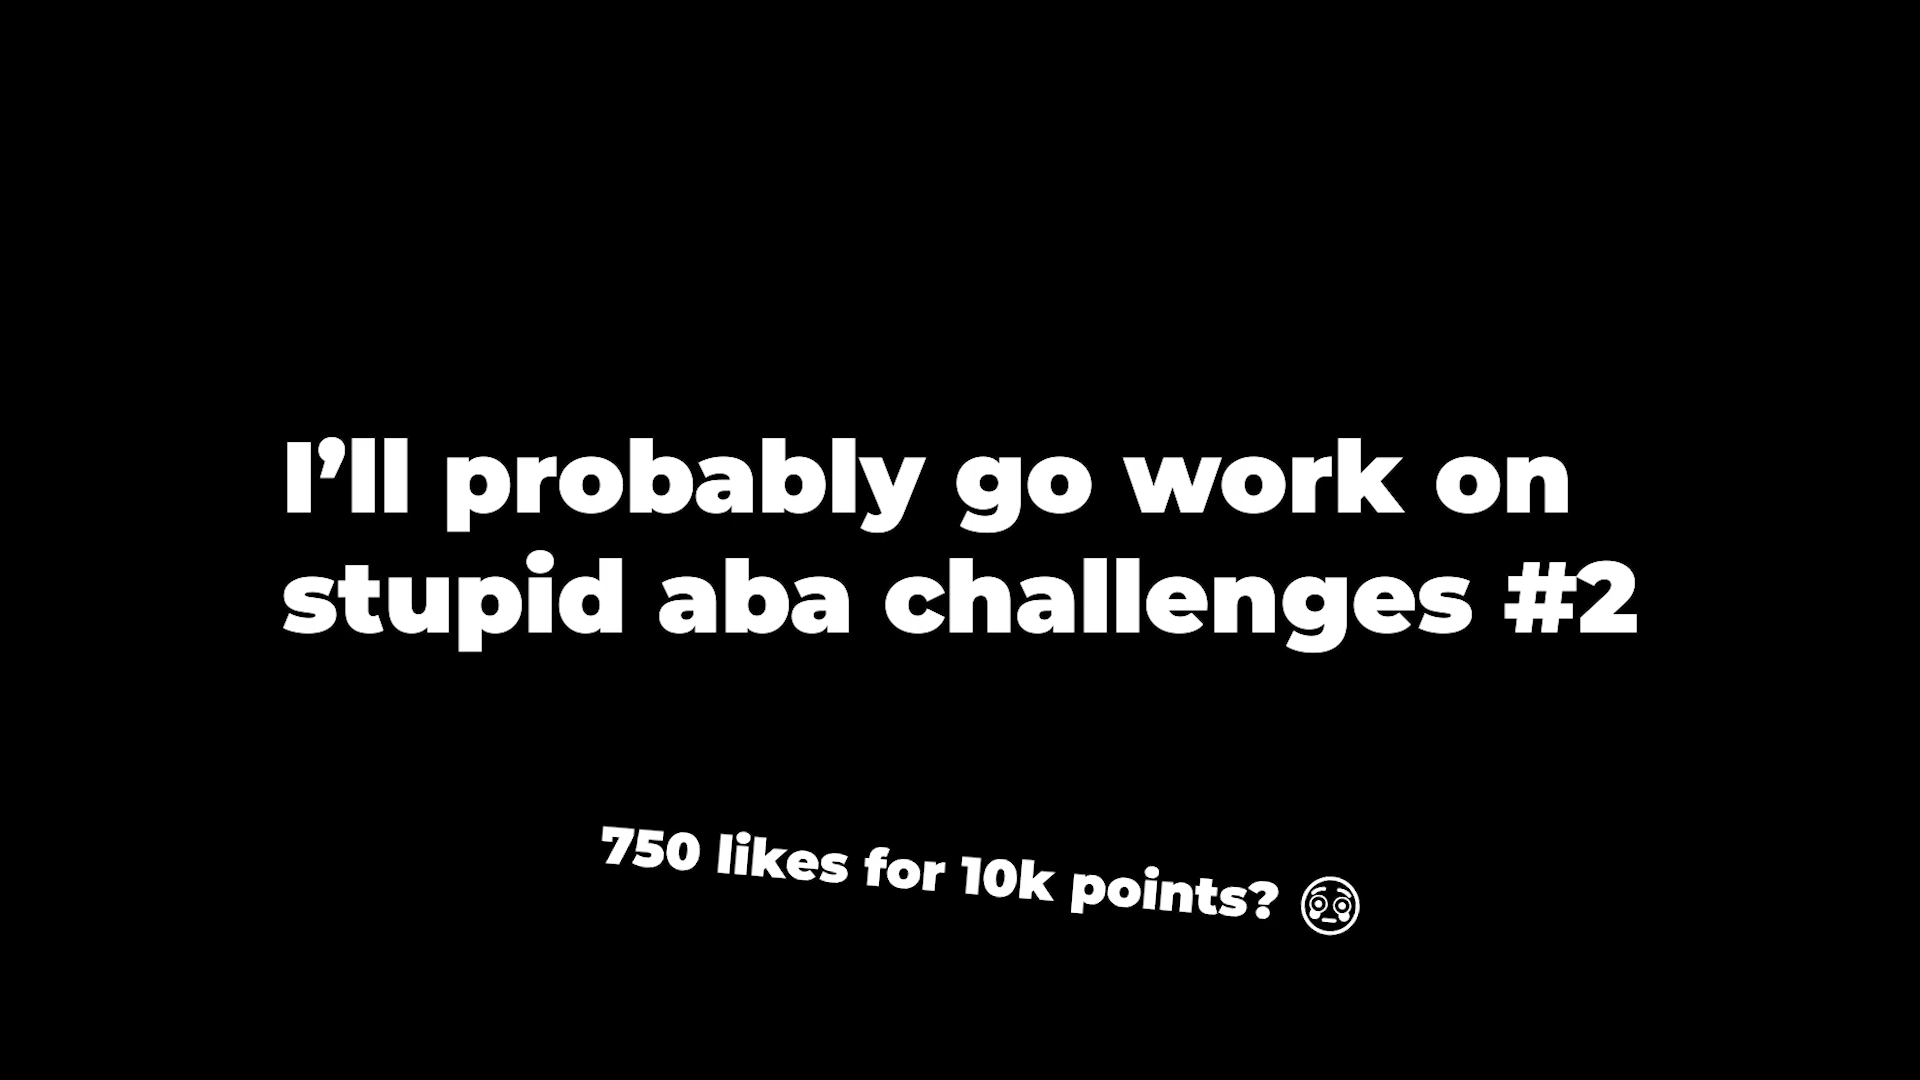 I’ll probably go work on
stupid aba challenges #2
750 likes for 10k points? 😳